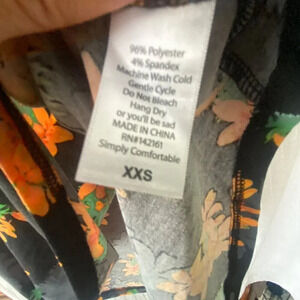 96% Polyester
4% Spandex
Machine Wash Cold
Gentle Cycle
Do Not Bleach
Hang Dry
or you'll be sad
MADE IN CHINA
RN#142161
Simply Comfortable
XXS